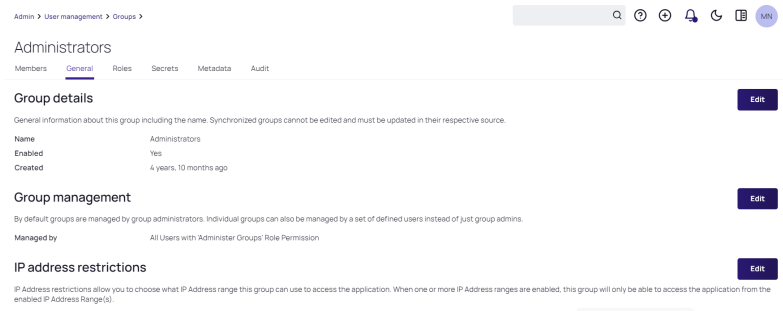 Admin > User management > Groups >
MN
Administrators
Members General Roles Secrets Metadata Audit
Group details
Edit
General information about this group including the name. Synchronized groups cannot be edited and must be updated in their respective source.
Name Administrators
Enabled Yes
Created 4 years, 10 months ago
Group management
Edit
By default groups are managed by group administrators. Individual groups can also be managed by a set of defined users instead of just group admins.
Managed by All Users with 'Administer Groups' Role Permission
IP address restrictions
Edit
IP Address restrictions allow you to choose what IP Address range this group can use to access the application. When one or more IP Address ranges are enabled, this group will only be able to access the application from the
enabled IP Address Range(s).